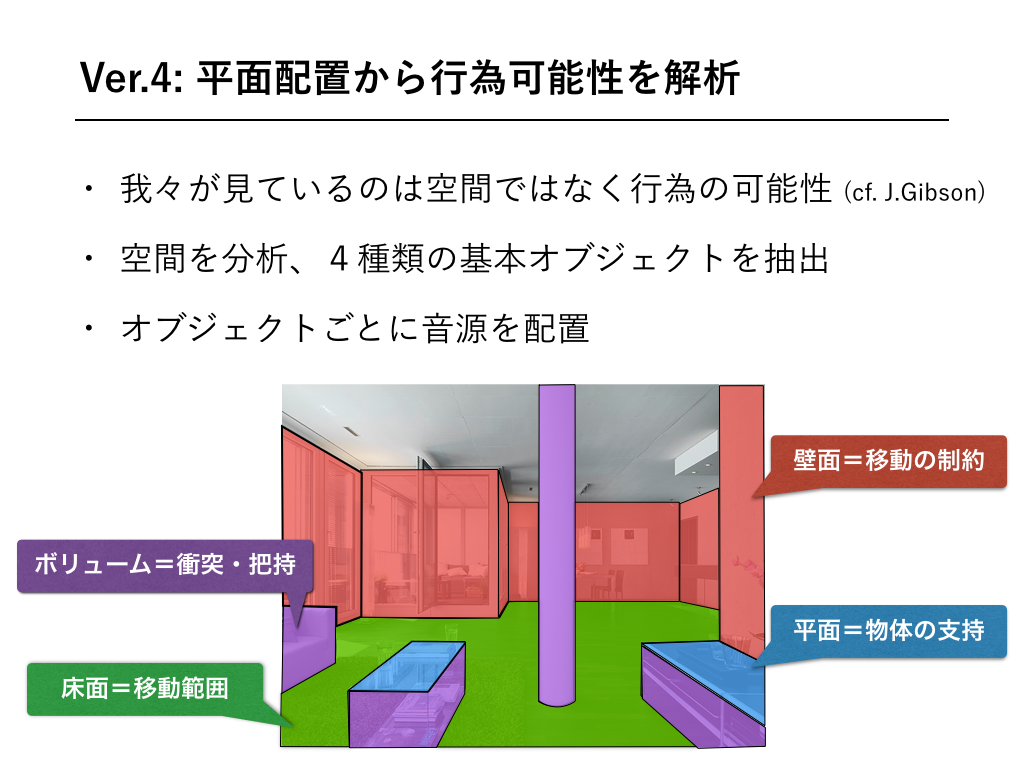 Ver.4: 平面配置から行為可能性を解析
・ 我々が見ているのは空間ではなく行為の可能性 (cf. J.Gibson)
・ 空間を分析、４種類の基本オブジェクトを抽出
・ オブジェクトごとに音源を配置
壁面＝移動の制約
ボリューム＝衝突・把持
平面＝物体の支持
床面＝移動範囲